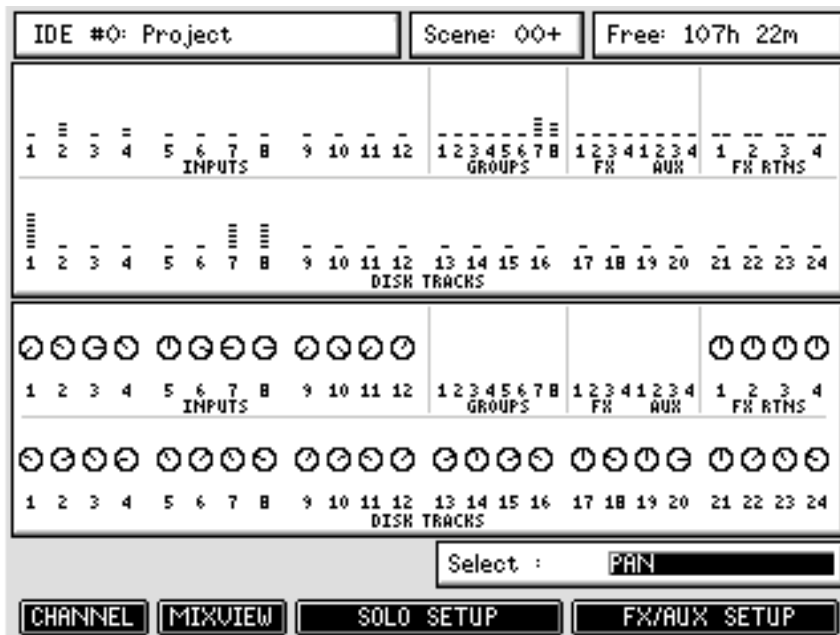 IDE #0: Project Scene: 00+ Free: 107h 22m
1 2 3 4 5 6 7 8 9 10 11 12 1 2 3 4 5 6 7 8 1 2 3 4 1 2 3 4 1 2 3 4
INPUTS GROUPS FX AUX FX RTNS
1 2 3 4 5 6 7 8 9 10 11 12 13 14 15 16 17 18 19 20 21 22 23 24
DISK TRACKS
1 2 3 4 5 6 7 8 9 10 11 12 1 2 3 4 5 6 7 8 1 2 3 4 1 2 3 4 1 2 3 4
INPUTS GROUPS FX AUX FX RTNS
1 2 3 4 5 6 7 8 9 10 11 12 13 14 15 16 17 18 19 20 21 22 23 24
DISK TRACKS
Select : PAN
CHANNEL MIXVIEW SOLO SETUP FX/AUX SETUP